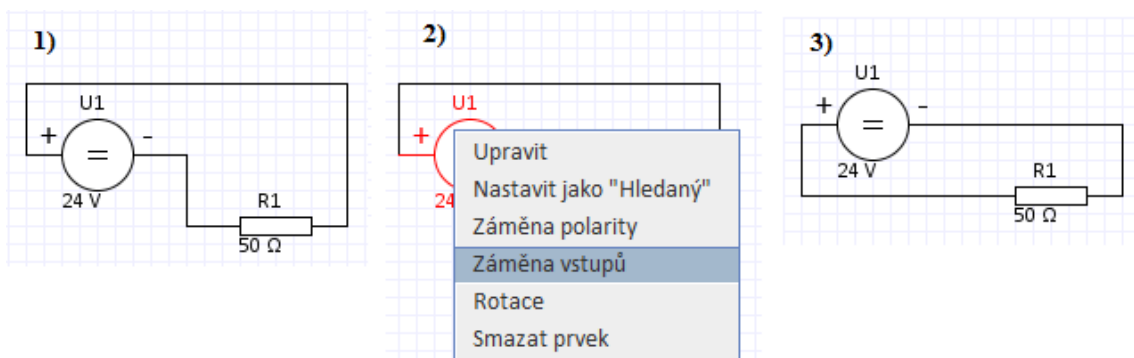 1)
U1
+
-
=
24 V
R1
50 Ω
2)
U1
+
24
Upravit
Nastavit jako "Hledaný"
Záměna polarity
Záměna vstupů
Rotace
Smazat prvek
3)
U1
+
-
=
24 V
R1
50 Ω